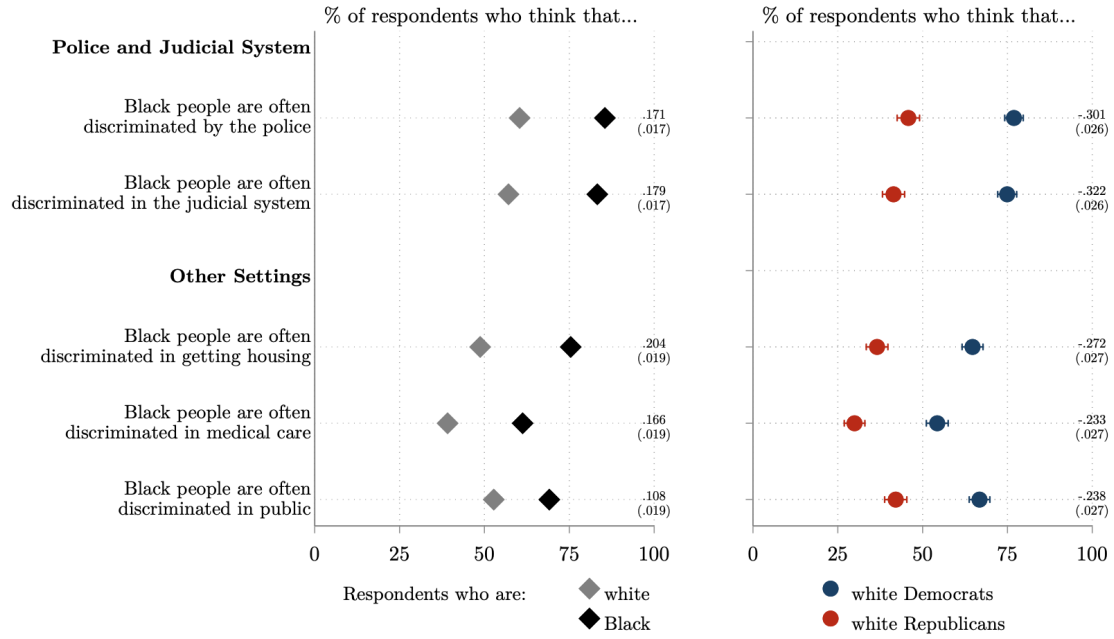 % of respondents who think that...
Police and Judicial System
Black people are often
discriminated by the police
.171
(.017)
Black people are often
discriminated in the judicial system
.179
(.017)
Other Settings
Black people are often
discriminated in getting housing
.204
(.019)
Black people are often
discriminated in medical care
.166
(.019)
Black people are often
discriminated in public
.108
(.019)
0 25 50 75 100
Respondents who are:
white
Black
% of respondents who think that...
-.301
(.026)
-.322
(.026)
-.272
(.027)
-.233
(.027)
-.238
(.027)
0 25 50 75 100
white Democrats
white Republicans